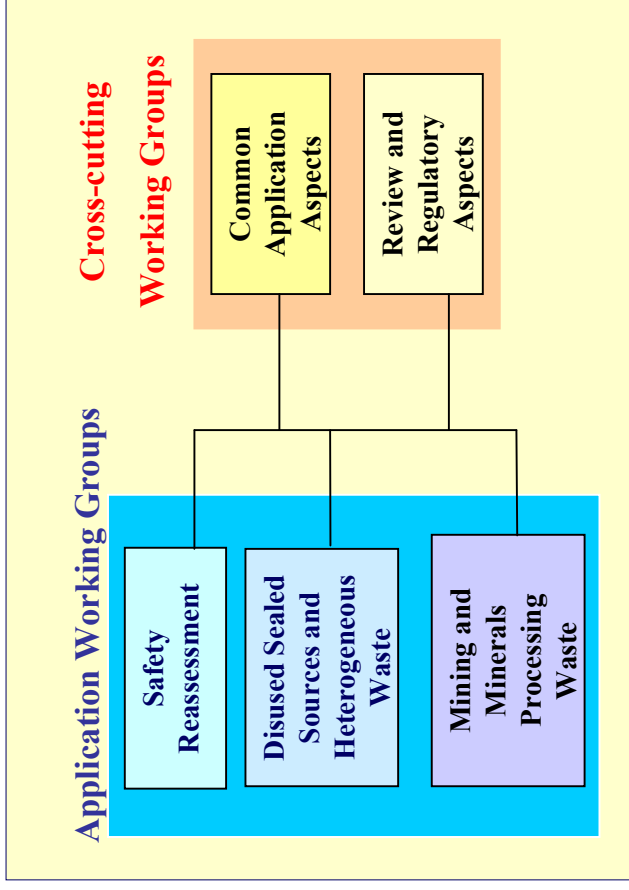 Application Working Groups
Safety
Reassessment
Disused Sealed
Sources and
Heterogeneous
Waste
Mining and
Minerals
Processing
Waste
Cross-cutting
Working Groups
Common
Application
Aspects
Review and
Regulatory
Aspects